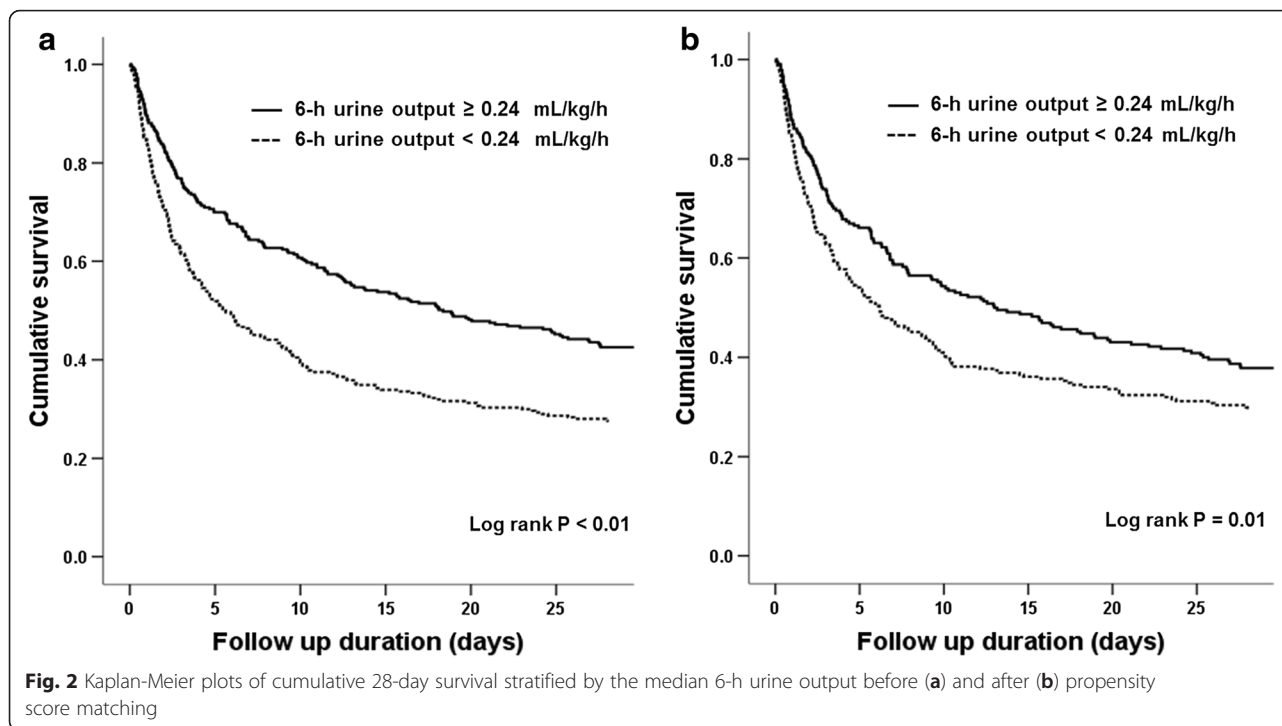 a
1.0
0.8
0.6
0.4
0.2
0.0
Cumulative survival
6-h urine output ≥ 0.24 mL/kg/h
6-h urine output < 0.24 mL/kg/h
Log rank P < 0.01
0 5 10 15 20 25
Follow up duration (days)
b
1.0
0.8
0.6
0.4
0.2
0.0
Cumulative survival
6-h urine output ≥ 0.24 mL/kg/h
6-h urine output < 0.24 mL/kg/h
Log rank P = 0.01
0 5 10 15 20 25
Follow up duration (days)
Fig. 2 Kaplan-Meier plots of cumulative 28-day survival stratified by the median 6-h urine output before (a) and after (b) propensity
score matching